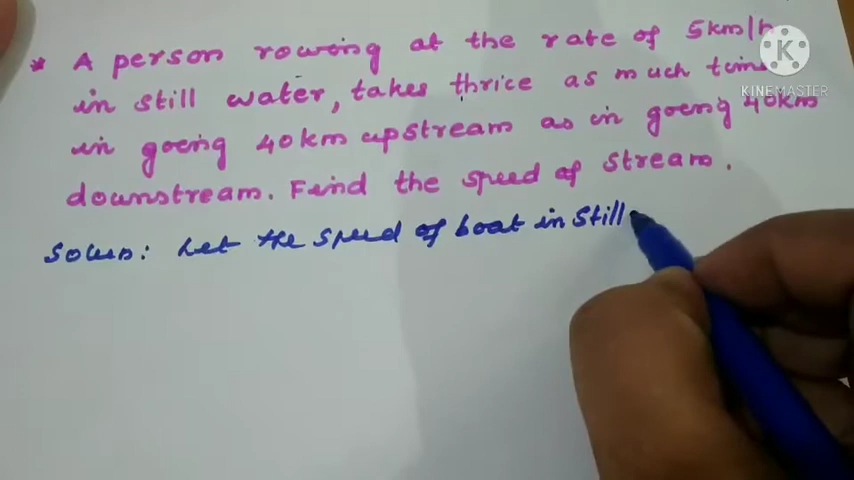 * A person rowing at the rate of 5km/h
in still water, takes thrice as much time
in going 40km upstream as in going 40km
downstream. Find the speed of stream.
Soln: Let the speed of boat in still
K
KINEMASTER